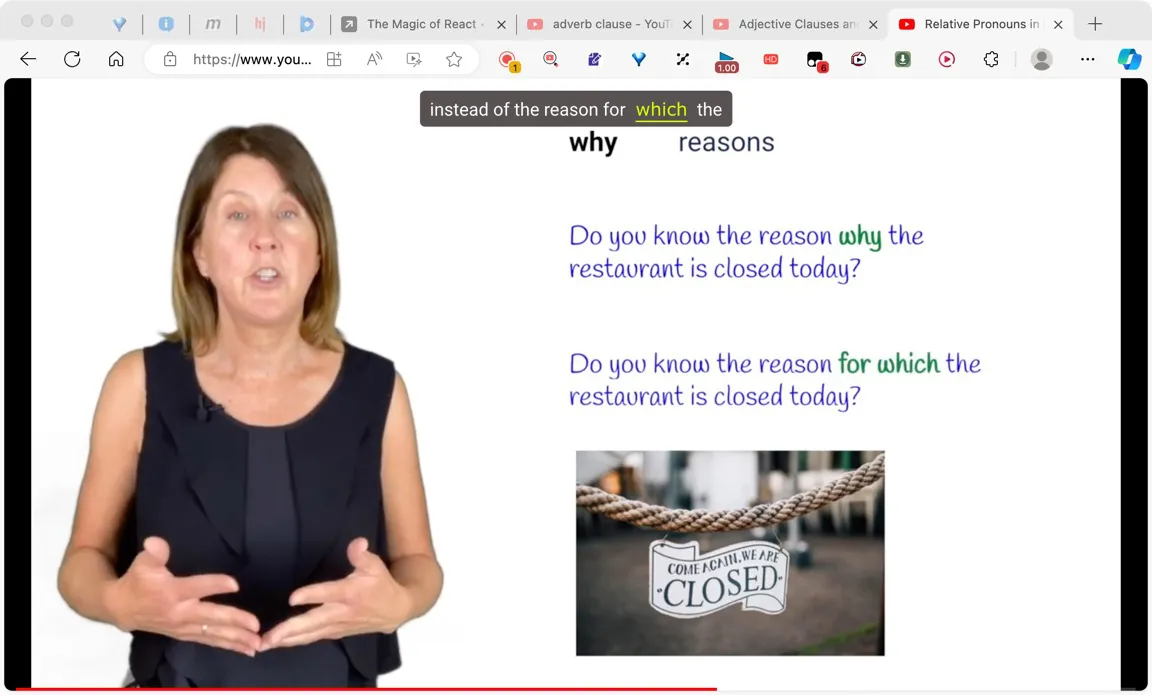 m
hj
The Magic of React
adverb clause - YouT
Adjective Clauses an
Relative Pronouns in
https://www.you...
A
1
1.00
HD
6
instead of the reason for which the
why reasons
Do you know the reason why the
restaurant is closed today?
Do you know the reason for which the
restaurant is closed today?
COME AGAIN, WE ARE
CLOSED